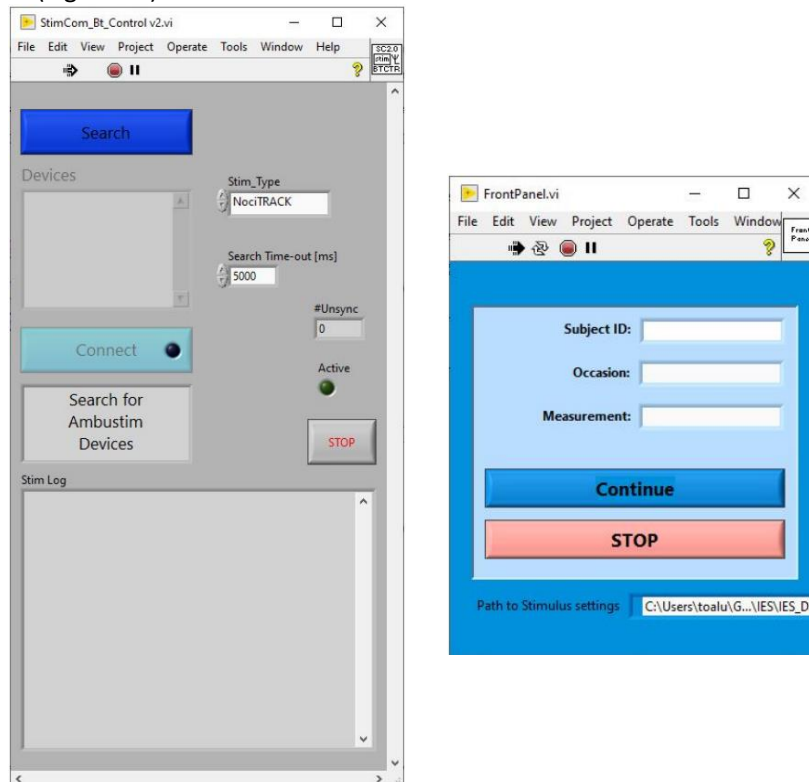 StimCom_Bt_Control v2.vi
File Edit View Project Operate Tools Window Help
SC2.0
stim
BTCTR
Search
Devices
Stim_Type
NociTRACK
Search Time-out [ms]
5000
#Unsync
0
Connect
Active
Search for
Ambustim
Devices
STOP
Stim Log
FrontPanel.vi
File Edit View Project Operate Tools Window
Subject ID:
Occasion:
Measurement:
Continue
STOP
Path to Stimulus settings C:\Users\toalu\G...\IES\IES_D